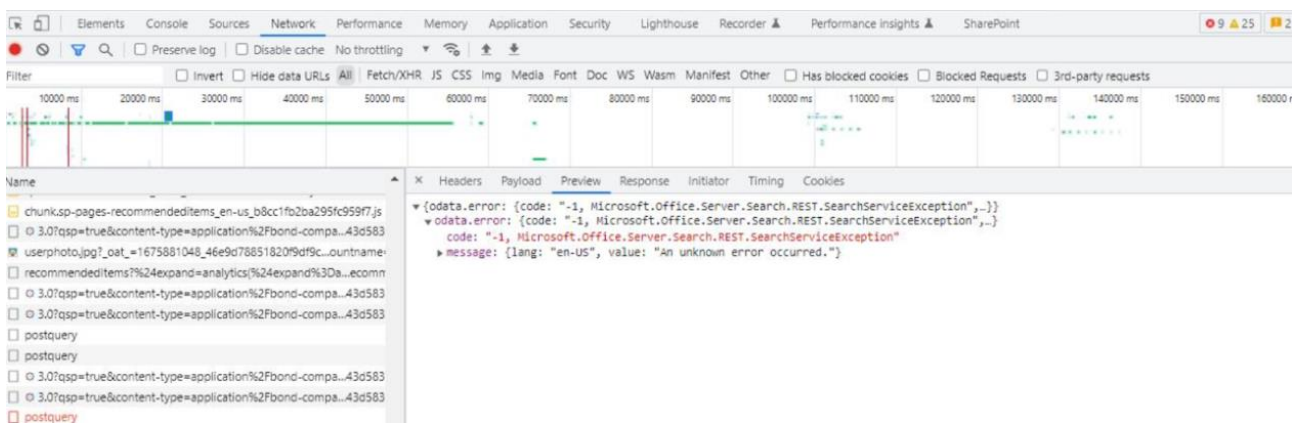 Elements Console Sources Network Performance Memory Application Security Lighthouse Recorder Performance insights SharePoint 9 25 2
Preserve log Disable cache No throttling
Filter Invert Hide data URLs All Fetch/XHR JS CSS Img Media Font Doc WS Wasm Manifest Other Has blocked cookies Blocked Requests 3rd-party requests
10000 ms 20000 ms 30000 ms 40000 ms 50000 ms 60000 ms 70000 ms 80000 ms 90000 ms 100000 ms 110000 ms 120000 ms 130000 ms 140000 ms 150000 ms 160000
Name
× Headers Payload Preview Response Initiator Timing Cookies
chunk.sp-pages-recommendeditems_en-us_b8cc1fb2ba295fc959f7.js
3.0?qsp=true&content-type=application%2Fbond-compa...43d583
userphoto.jpg?_oat_=1675881048_46e9d78851820f9df9c...ountname=
recommendeditems?%24expand=analytics(%24expand%3Da...ecomm
3.0?qsp=true&content-type=application%2Fbond-compa...43d583
3.0?qsp=true&content-type=application%2Fbond-compa...43d583
postquery
postquery
3.0?qsp=true&content-type=application%2Fbond-compa...43d583
3.0?qsp=true&content-type=application%2Fbond-compa...43d583
postquery
{odata.error: {code: "-1, Microsoft.Office.Server.Search.REST.SearchServiceException",…}}
odata.error: {code: "-1, Microsoft.Office.Server.Search.REST.SearchServiceException",…}
code: "-1, Microsoft.Office.Server.Search.REST.SearchServiceException"
message: {lang: "en-US", value: "An unknown error occurred."}